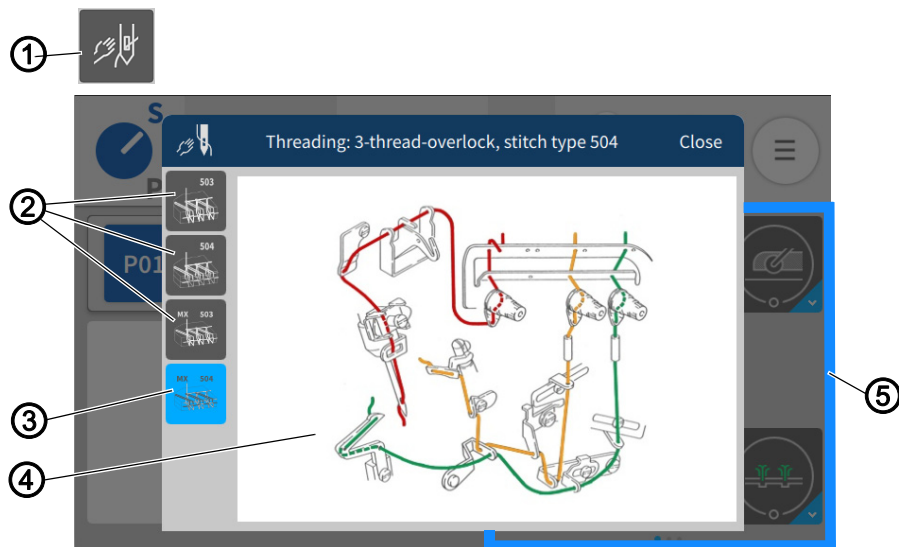 1
S
Threading: 3-thread-overlock, stitch type 504
Close
503
2
504
P01
MX 503
MX 504
3
4
5